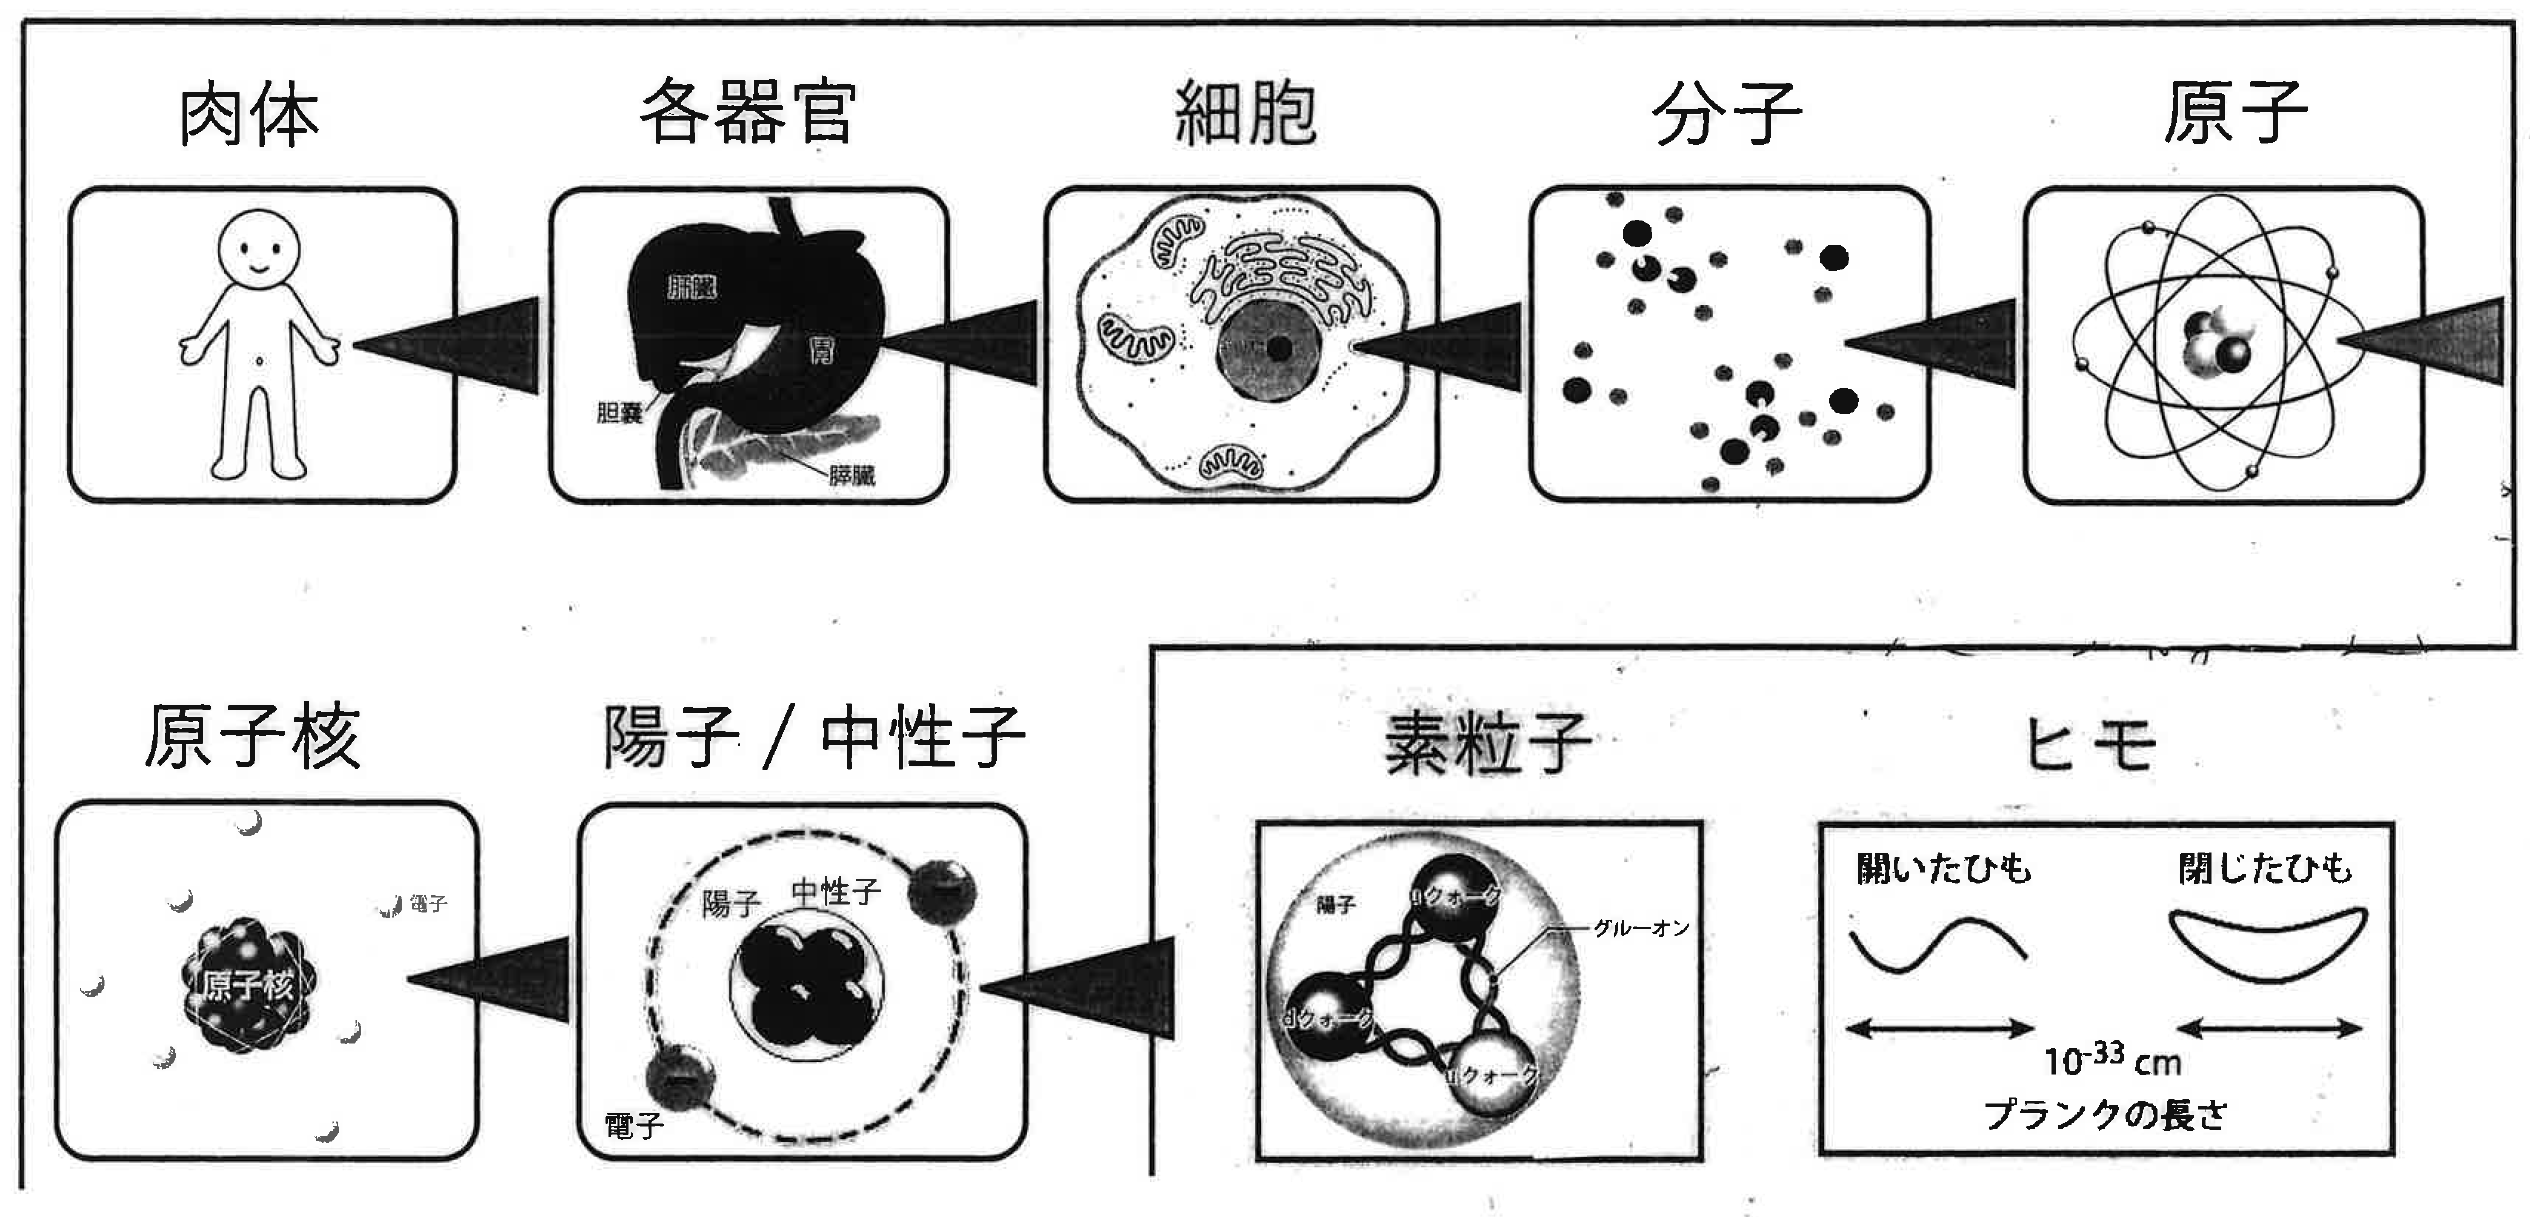 肉体
各器官
細胞
分子
原子
肝臓
胃
胆嚢
膵臓
原子核
陽子 / 中性子
素粒子
ヒモ
電子
原子核
陽子
中性子
電子
陽子
uクォーク
グルーオン
dクォーク
uクォーク
開いたひも
閉じたひも
10⁻³³ cm
プランクの長さ